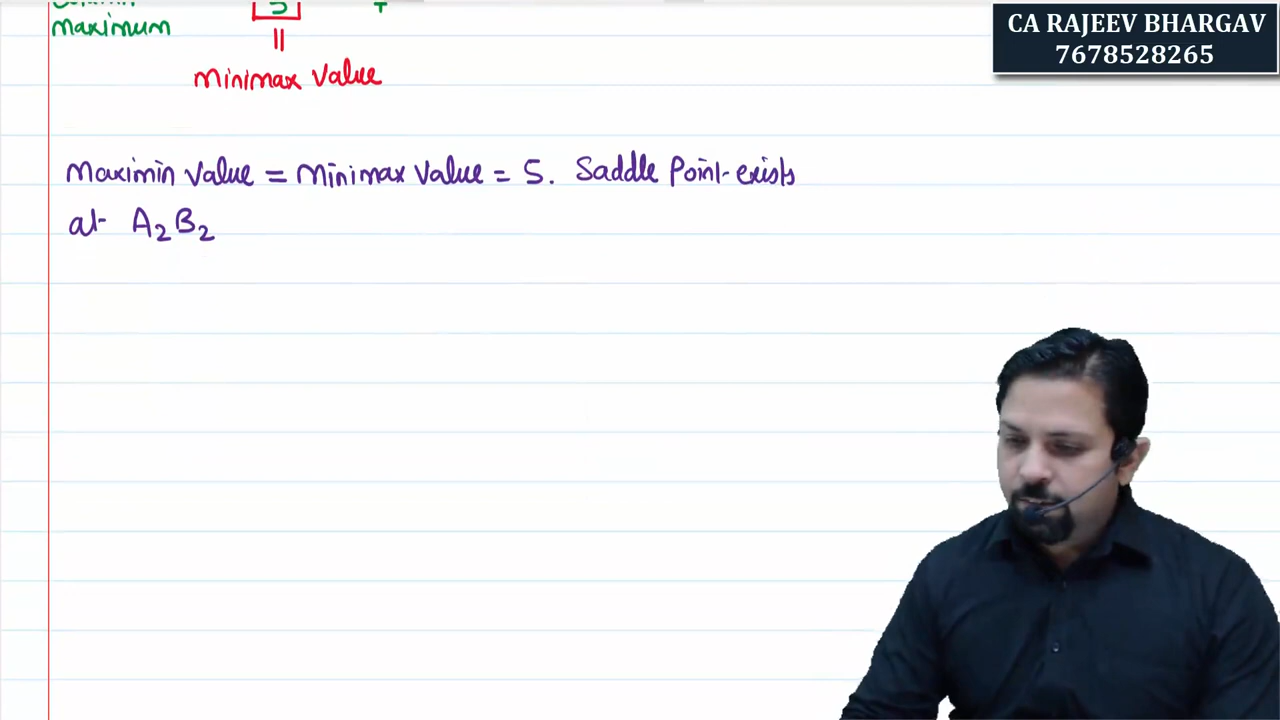 CA RAJEEV BHARGAV
7678528265
maximum
5
||
minimax value
Maximin value = Minimax value = 5. Saddle Point exists
at A₂B₂